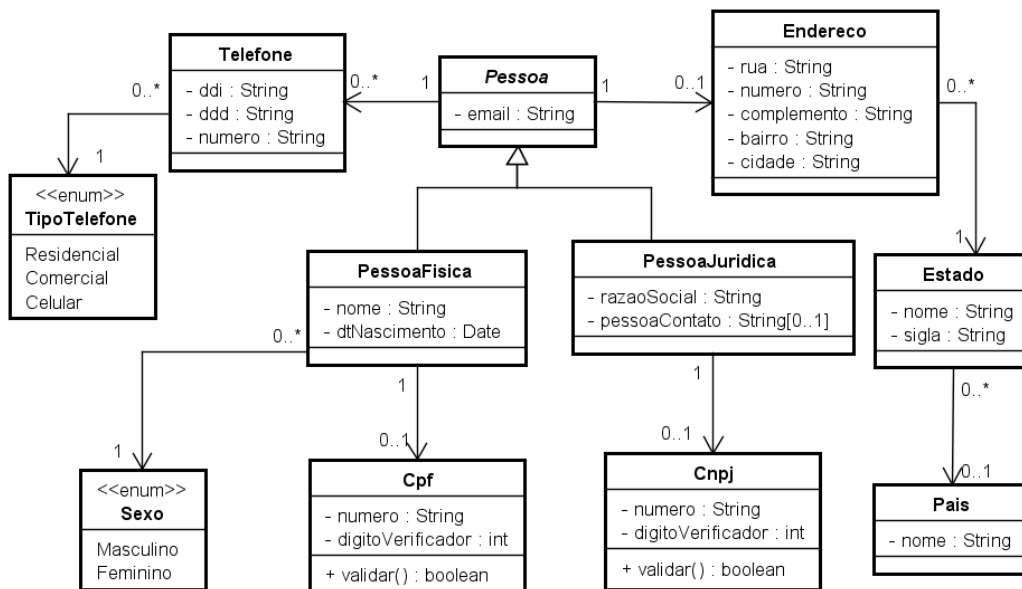 Telefone
- ddi : String
- ddd : String
- numero : String
0..*
1
0..*
1
Pessoa
- email : String
1
0..1
Endereco
- rua : String
- numero : String
- complemento : String
- bairro : String
- cidade : String
0..*
1
<<enum>>
TipoTelefone
Residencial
Comercial
Celular
PessoaFisica
- nome : String
- dtNascimento : Date
0..*
1
1
0..1
PessoaJuridica
- razaoSocial : String
- pessoaContato : String[0..1]
1
0..1
Estado
- nome : String
- sigla : String
0..*
0..1
<<enum>>
Sexo
Masculino
Feminino
Cpf
- numero : String
- digitoVerificador : int
+ validar() : boolean
Cnpj
- numero : String
- digitoVerificador : int
+ validar() : boolean
Pais
- nome : String